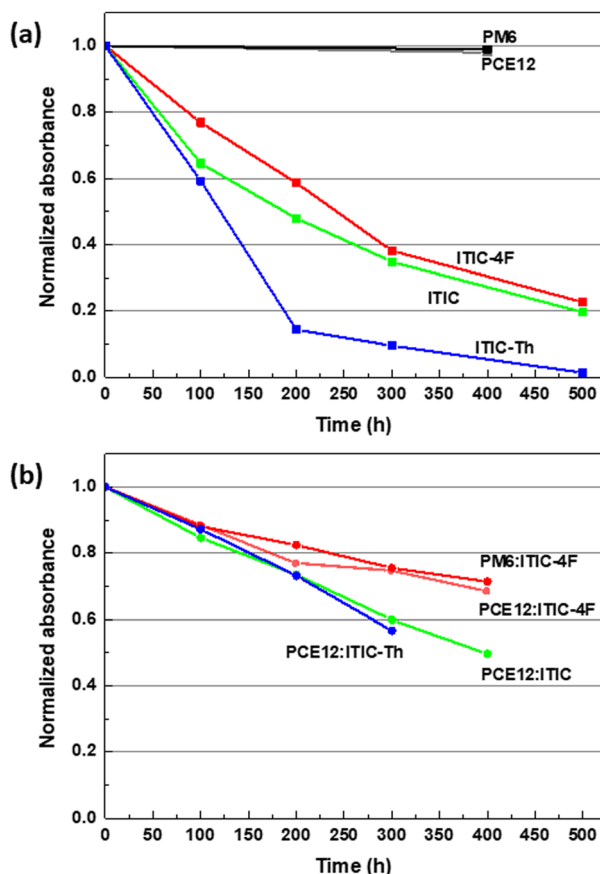 (a)
PM6
PCE12
ITIC-4F
ITIC
ITIC-Th
Normalized absorbance
1.0
0.8
0.6
0.4
0.2
0.0
0 50 100 150 200 250 300 350 400 450 500
Time (h)
(b)
PM6:ITIC-4F
PCE12:ITIC-4F
PCE12:ITIC-Th
PCE12:ITIC
Normalized absorbance
1.0
0.8
0.6
0.4
0.2
0.0
0 50 100 150 200 250 300 350 400 450 500
Time (h)